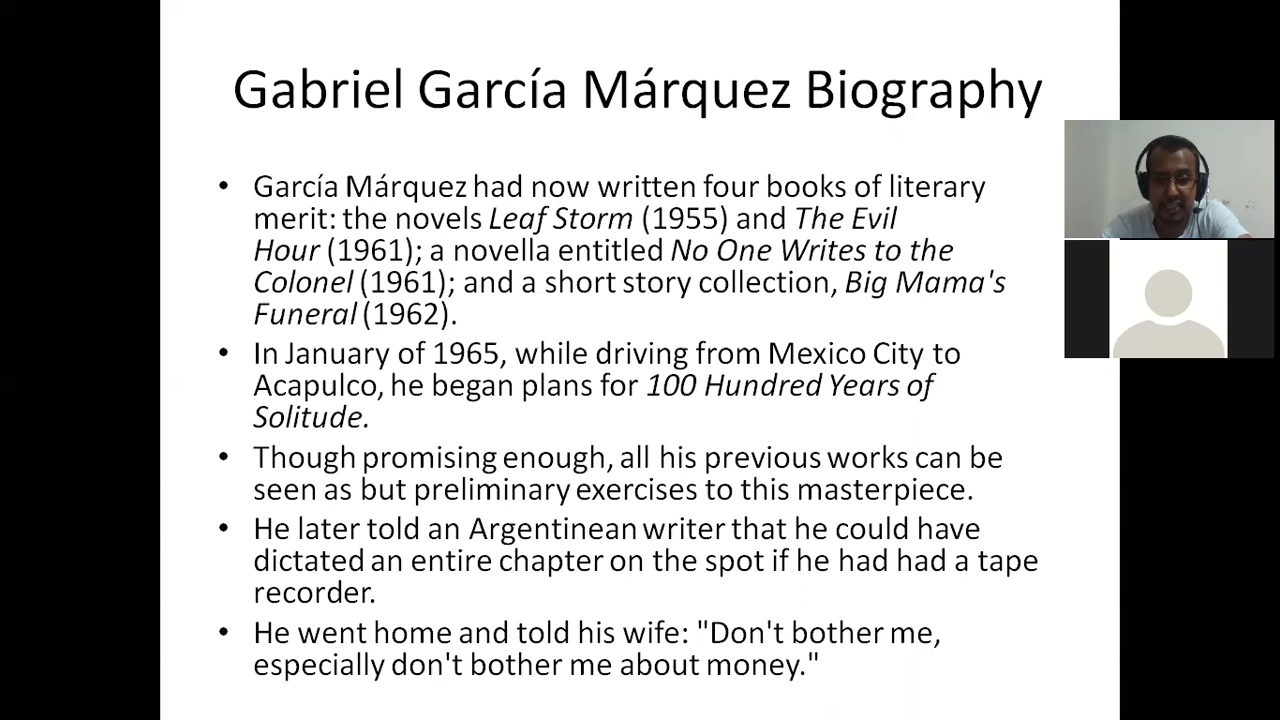 Gabriel García Márquez Biography
• García Márquez had now written four books of literary
merit: the novels Leaf Storm (1955) and The Evil
Hour (1961); a novella entitled No One Writes to the
Colonel (1961); and a short story collection, Big Mama's
Funeral (1962).
• In January of 1965, while driving from Mexico City to
Acapulco, he began plans for 100 Hundred Years of
Solitude.
• Though promising enough, all his previous works can be
seen as but preliminary exercises to this masterpiece.
• He later told an Argentinean writer that he could have
dictated an entire chapter on the spot if he had had a tape
recorder.
• He went home and told his wife: "Don't bother me,
especially don't bother me about money."